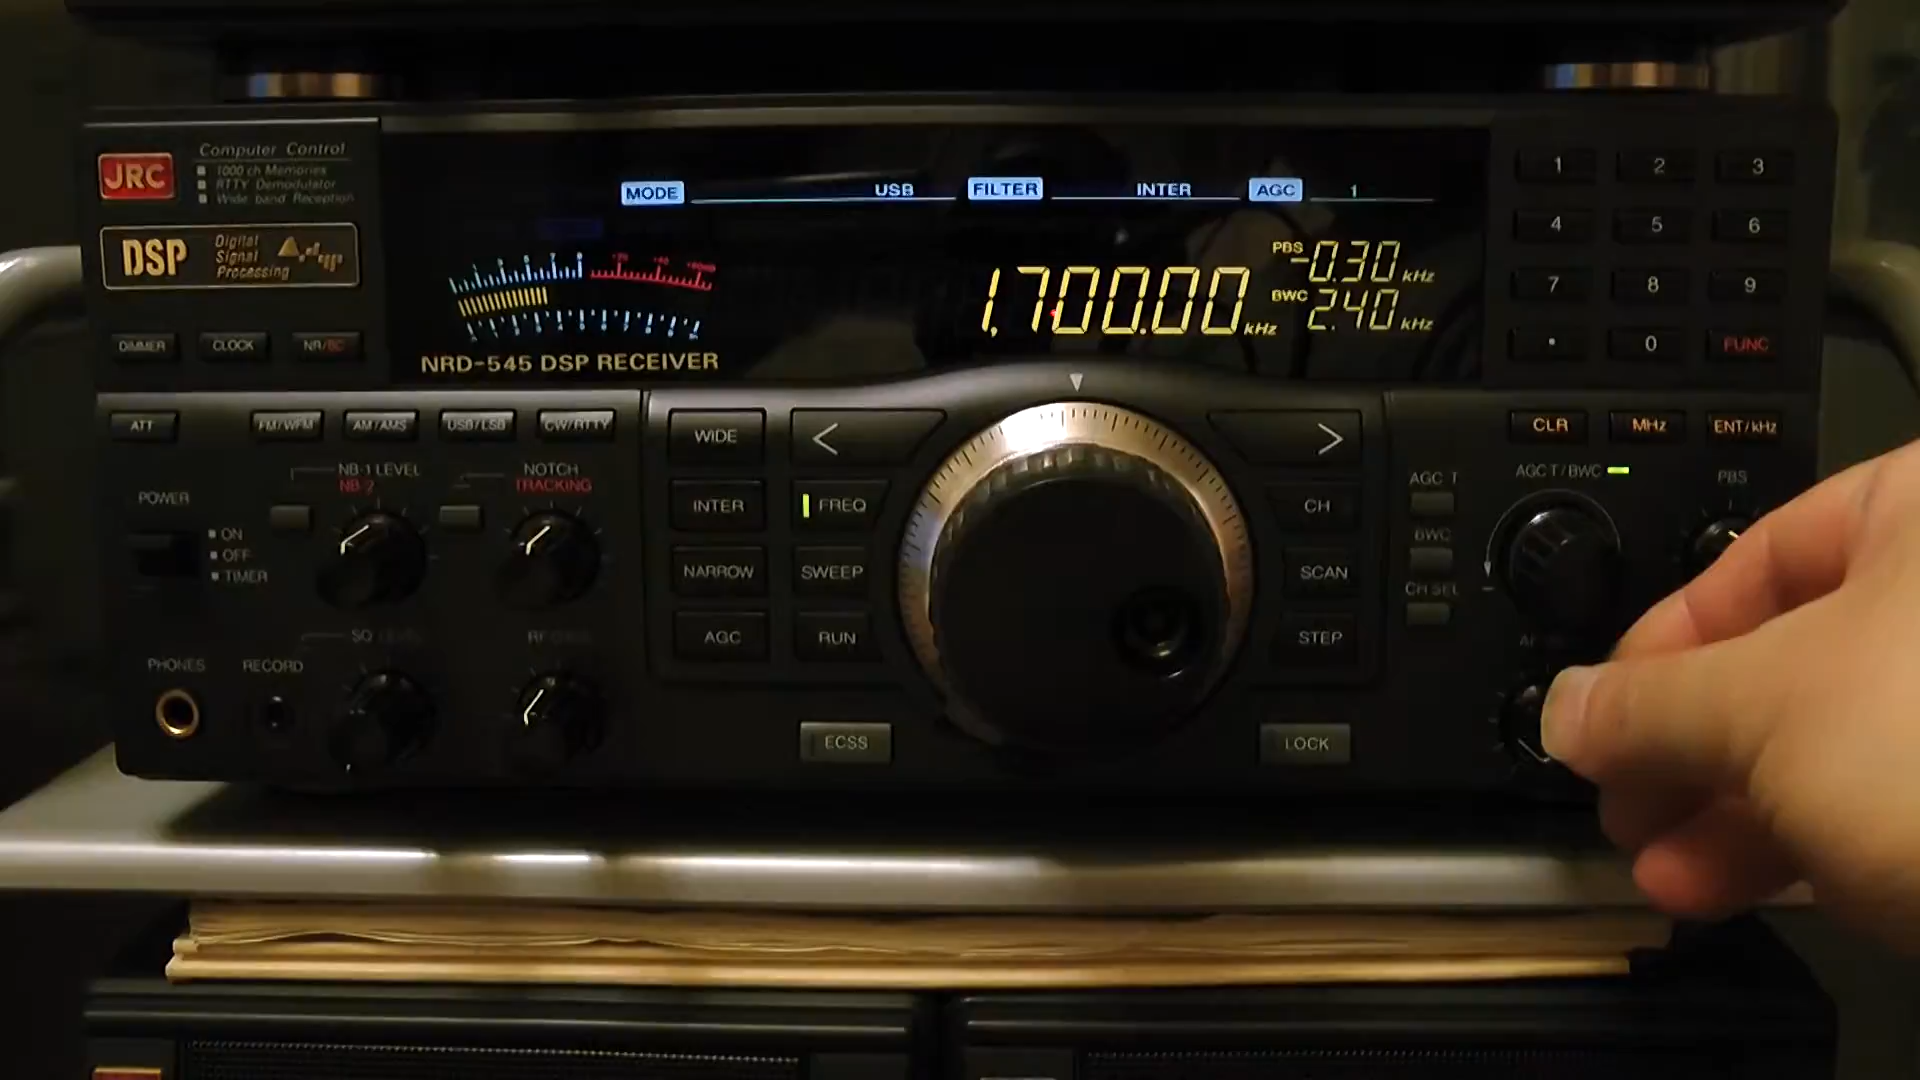 JRC
Computer Control
1000 ch Memories
RTTY Demodulator
Wide band Reception
DSP
Digital
Signal
Processing
DIMMER CLOCK NR/BC
MODE USB FILTER INTER AGC 1
PBS -0.30 kHz
1,700.00 kHz
BWC 2.40 kHz
NRD-545 DSP RECEIVER
1 2 3
4 5 6
7 8 9
• 0 FUNC
CLR MHz ENT/kHz
ATT FM/WFM AM/AMS USB/LSB CW/RTTY
NB-1 LEVEL
NB-2
NOTCH
TRACKING
POWER
ON
OFF
TIMER
PHONES RECORD
SQ LEVEL
WIDE < >
INTER FREQ CH
NARROW SWEEP SCAN
AGC RUN STEP
ECSS LOCK
AGC T
BWC
CH SEL
AGC T/BWC
PBS